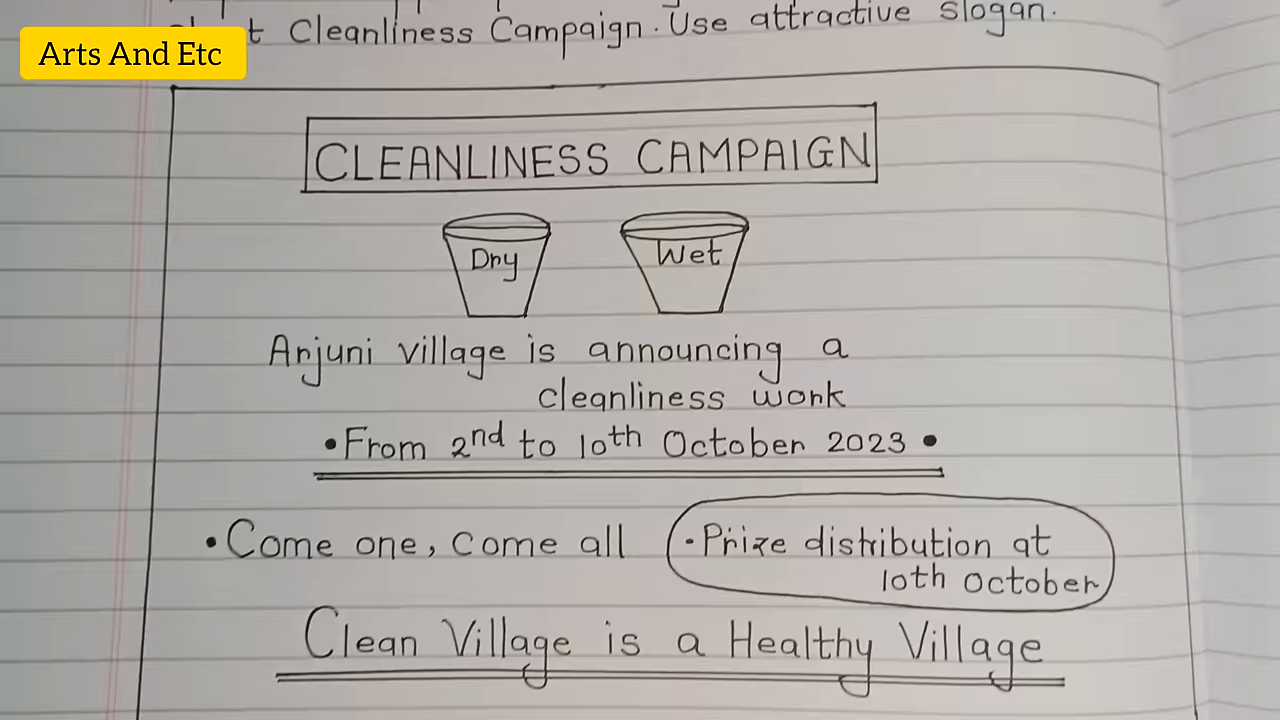 Cleanliness Campaign. Use attractive slogan.
Arts And Etc
CLEANLINESS CAMPAIGN
Dry
Wet
Arjuni village is announcing a
cleanliness work
• From 2nd to 10th October 2023 •
• Come one, come all
• Prize distribution at
10th October
Clean Village is a Healthy Village